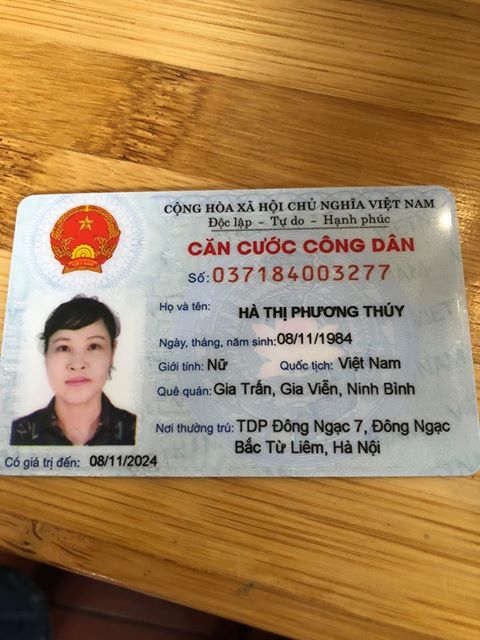 CỘNG HÒA XÃ HỘI CHỦ NGHĨA VIỆT NAM
Độc lập - Tự do - Hạnh phúc
CĂN CƯỚC CÔNG DÂN
Số: 037184003277
Họ và tên:
HÀ THỊ PHƯƠNG THÚY
Ngày, tháng, năm sinh: 08/11/1984
Giới tính: Nữ Quốc tịch: Việt Nam
Quê quán: Gia Trấn, Gia Viễn, Ninh Bình
Nơi thường trú: TDP Đông Ngạc 7, Đông Ngạc
Bắc Từ Liêm, Hà Nội
Có giá trị đến: 08/11/2024